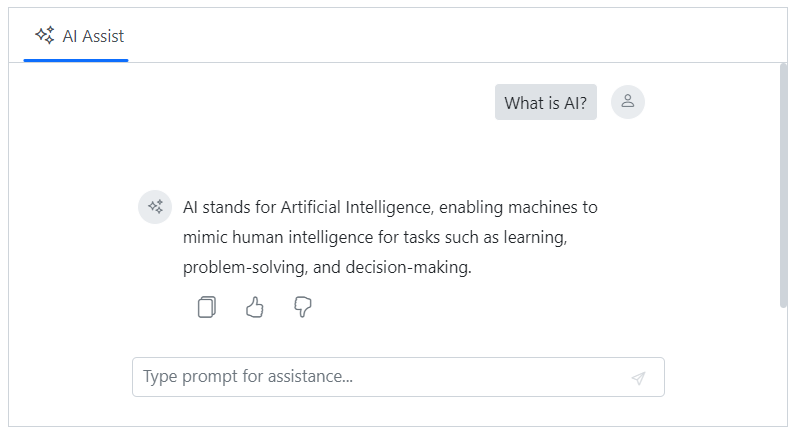 AI Assist
What is AI?
AI stands for Artificial Intelligence, enabling machines to
mimic human intelligence for tasks such as learning,
problem-solving, and decision-making.
Type prompt for assistance...